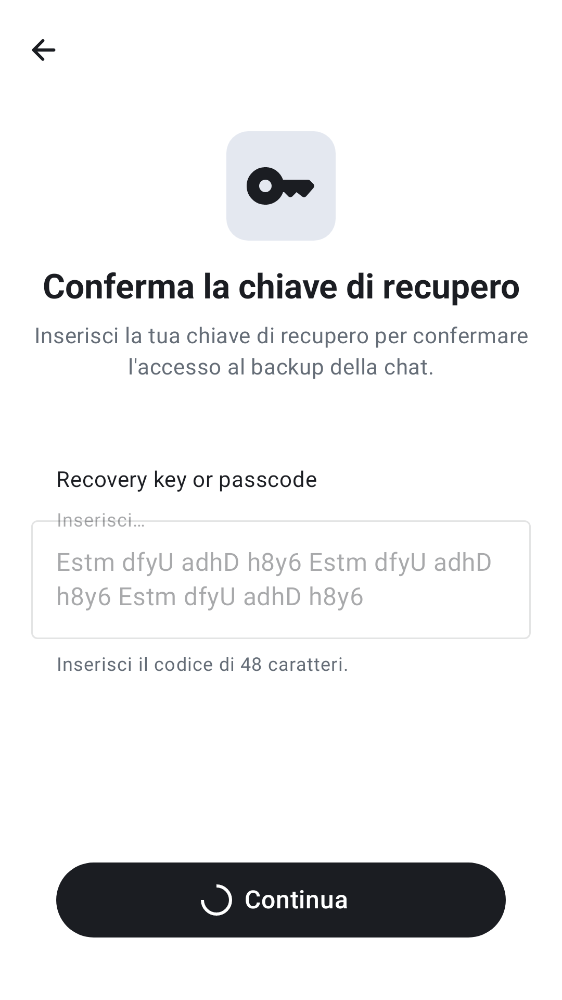 Conferma la chiave di recupero
Inserisci la tua chiave di recupero per confermare
l'accesso al backup della chat.
Recovery key or passcode
Inserisci…
Estm dfyU adhD h8y6 Estm dfyU adhD
h8y6 Estm dfyU adhD h8y6
Inserisci il codice di 48 caratteri.
Continua